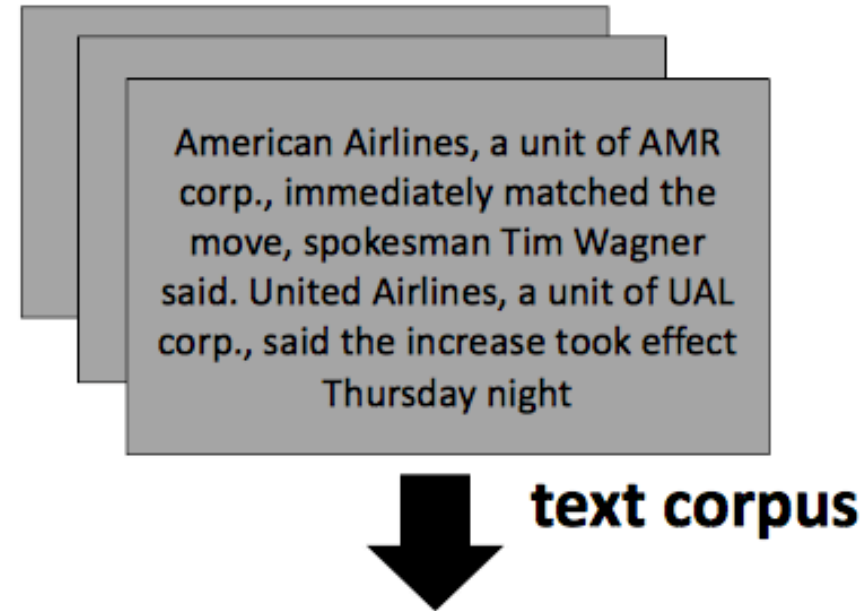 American Airlines, a unit of AMR
corp., immediately matched the
move, spokesman Tim Wagner
said. United Airlines, a unit of UAL
corp., said the increase took effect
Thursday night
text corpus